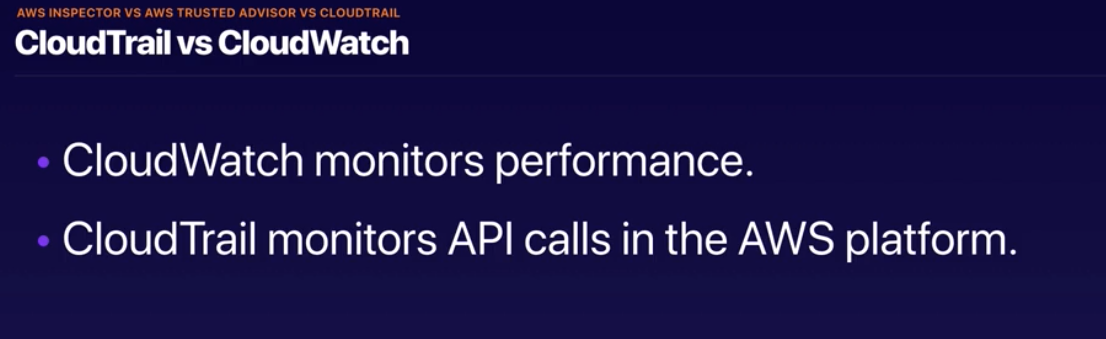 AWS INSPECTOR VS AWS TRUSTED ADVISOR VS CLOUDTRAIL
CloudTrail vs CloudWatch
• CloudWatch monitors performance.
• CloudTrail monitors API calls in the AWS platform.